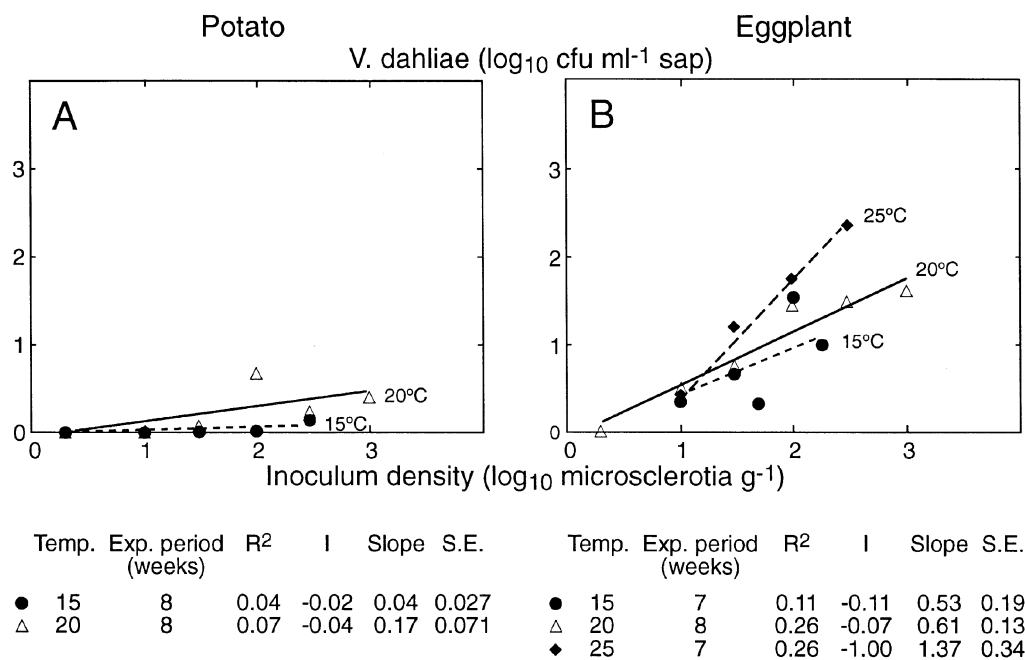 Potato Eggplant
V. dahliae (log10 cfu ml-1 sap)
A
3
2
1
0
0 1 2 3
20ºC
15ºC
B
3
2
1
0
0 1 2 3
25ºC
20ºC
15ºC
Inoculum density (log10 microsclerotia g-1)
Temp. Exp. period R2 I Slope S.E.
(weeks)
● 15 8 0.04 -0.02 0.04 0.027
△ 20 8 0.07 -0.04 0.17 0.071
Temp. Exp. period R2 I Slope S.E.
(weeks)
● 15 7 0.11 -0.11 0.53 0.19
△ 20 8 0.26 -0.07 0.61 0.13
◆ 25 7 0.26 -1.00 1.37 0.34